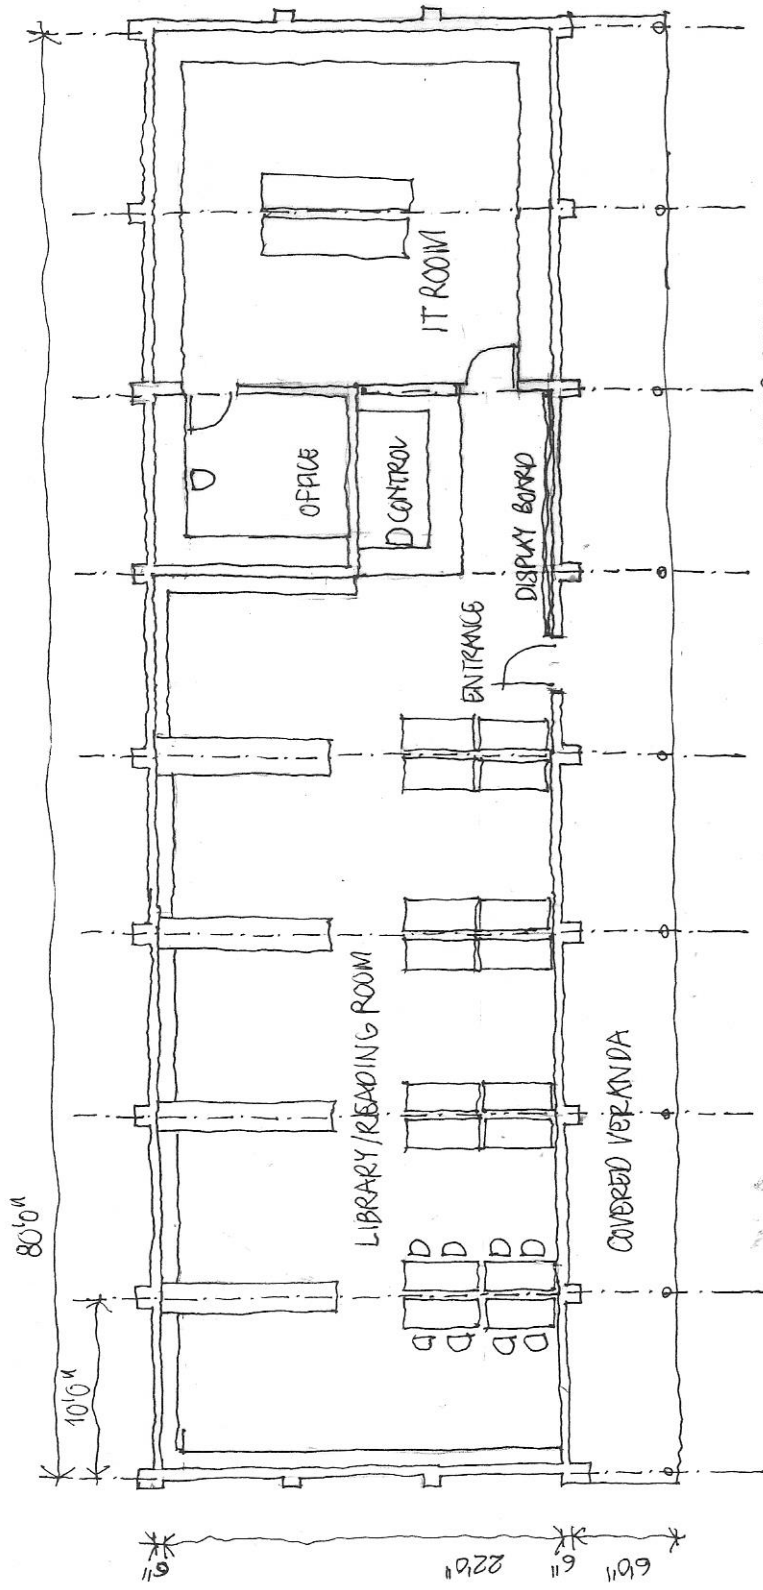 80'0"
10'0"
IT ROOM
OFFICE
CONTROL
DISPLAY BOARD
ENTRANCE
LIBRARY/READING ROOM
COVERED VERANDA
6"
22'0"
6"
6'0"